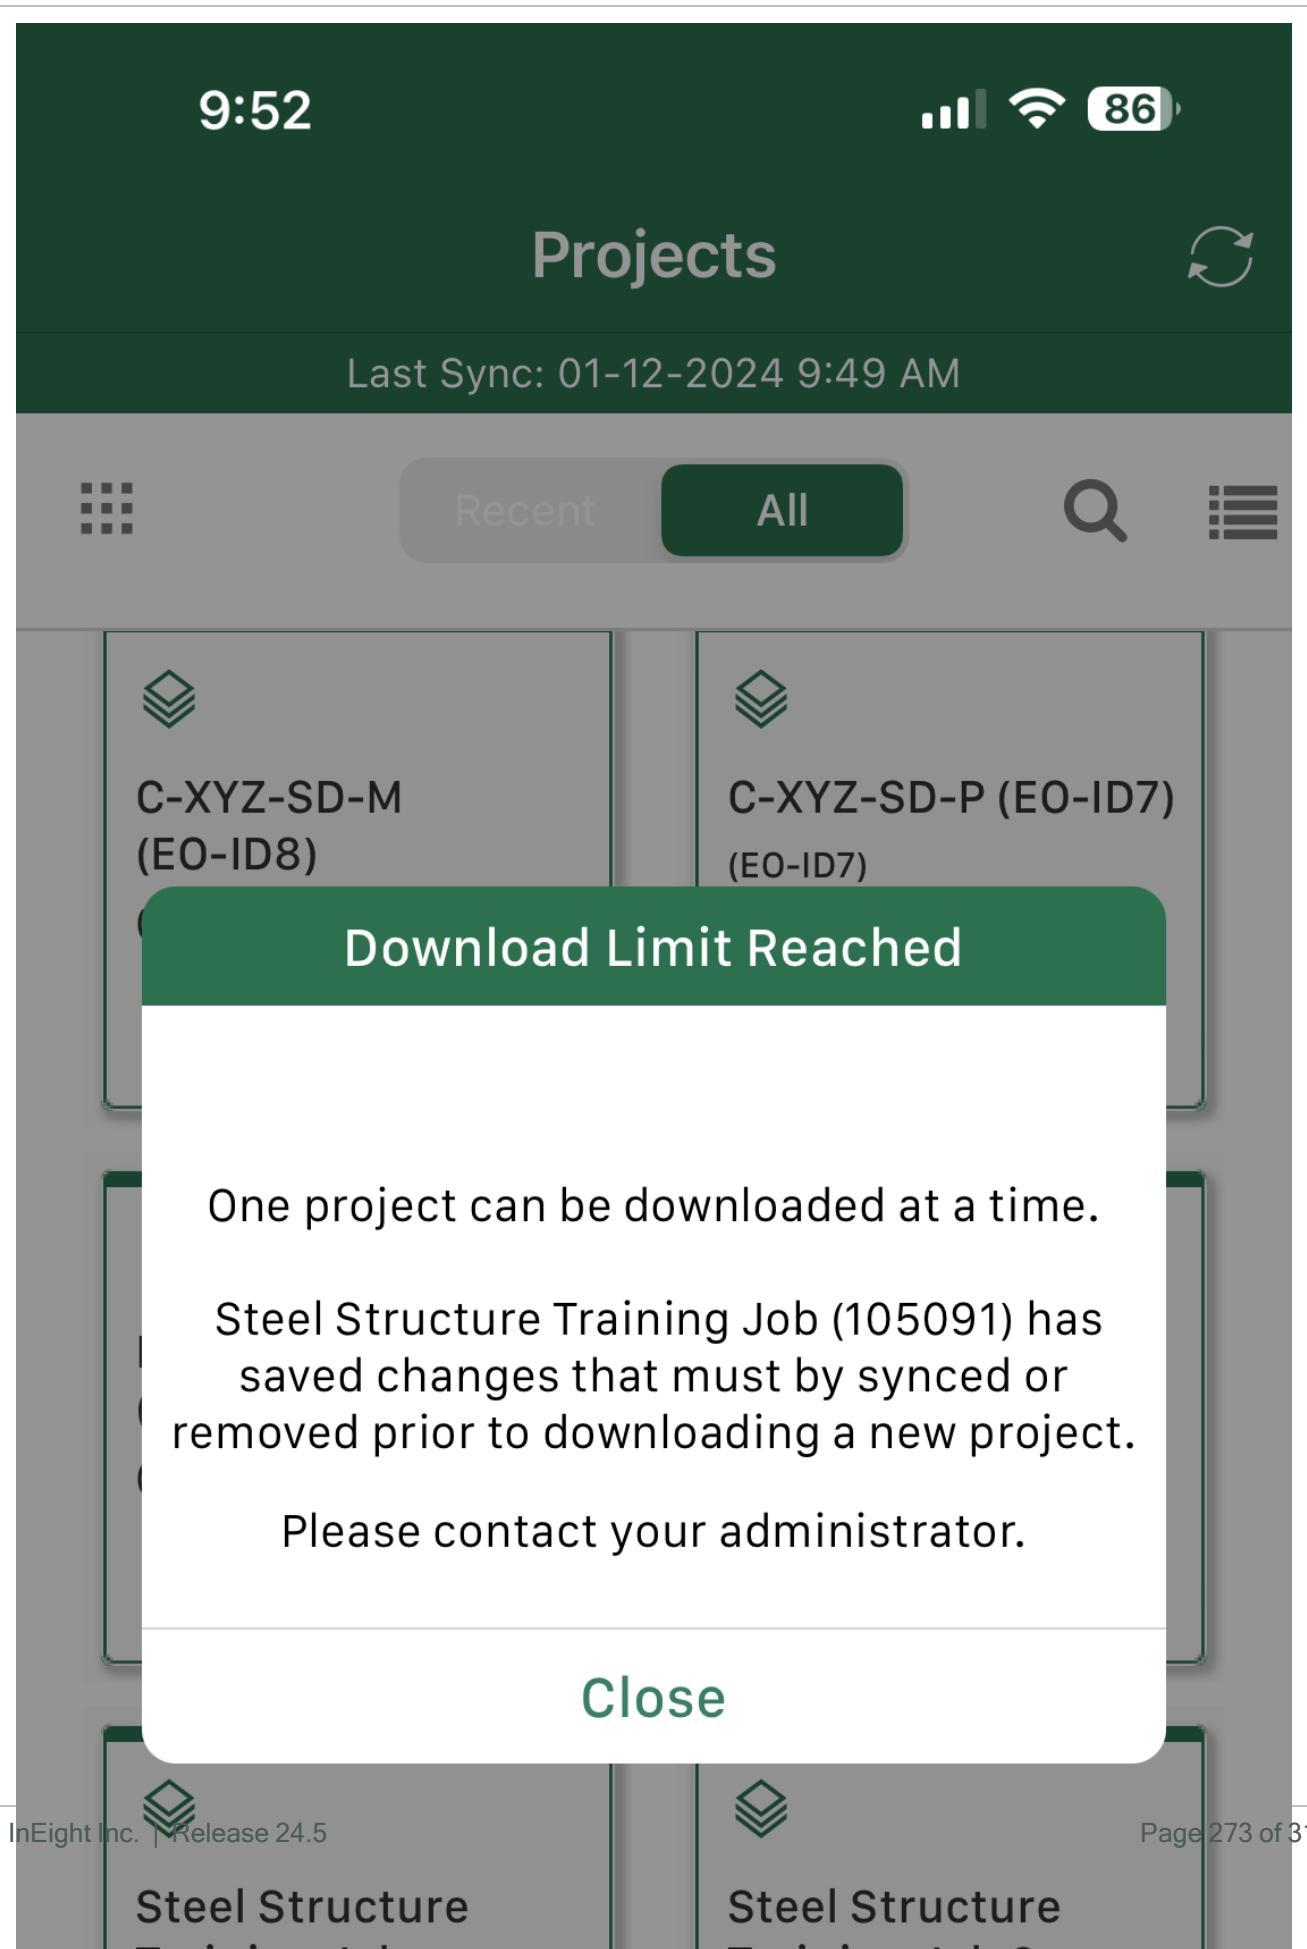 9:52
86
Projects
Last Sync: 01-12-2024 9:49 AM
Recent
All
C-XYZ-SD-M
(EO-ID8)
C-XYZ-SD-P (EO-ID7)
(EO-ID7)
Download Limit Reached
One project can be downloaded at a time.
Steel Structure Training Job (105091) has
saved changes that must by synced or
removed prior to downloading a new project.
Please contact your administrator.
Close
InEight Inc. | Release 24.5
Page 273 of
Steel Structure
Steel Structure